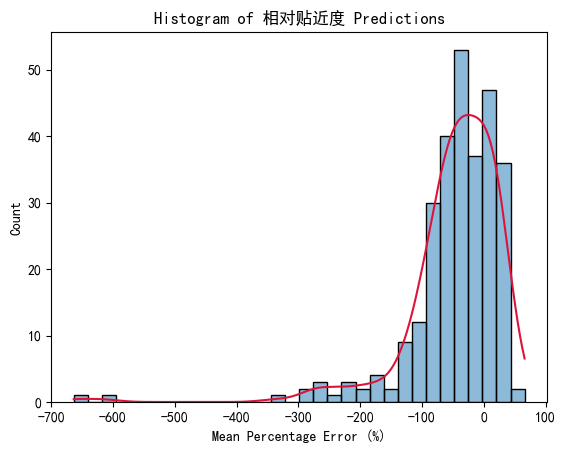 Histogram of 相对贴近度 Predictions
Count
50
40
30
20
10
0
-700 -600 -500 -400 -300 -200 -100 0 100
Mean Percentage Error (%)